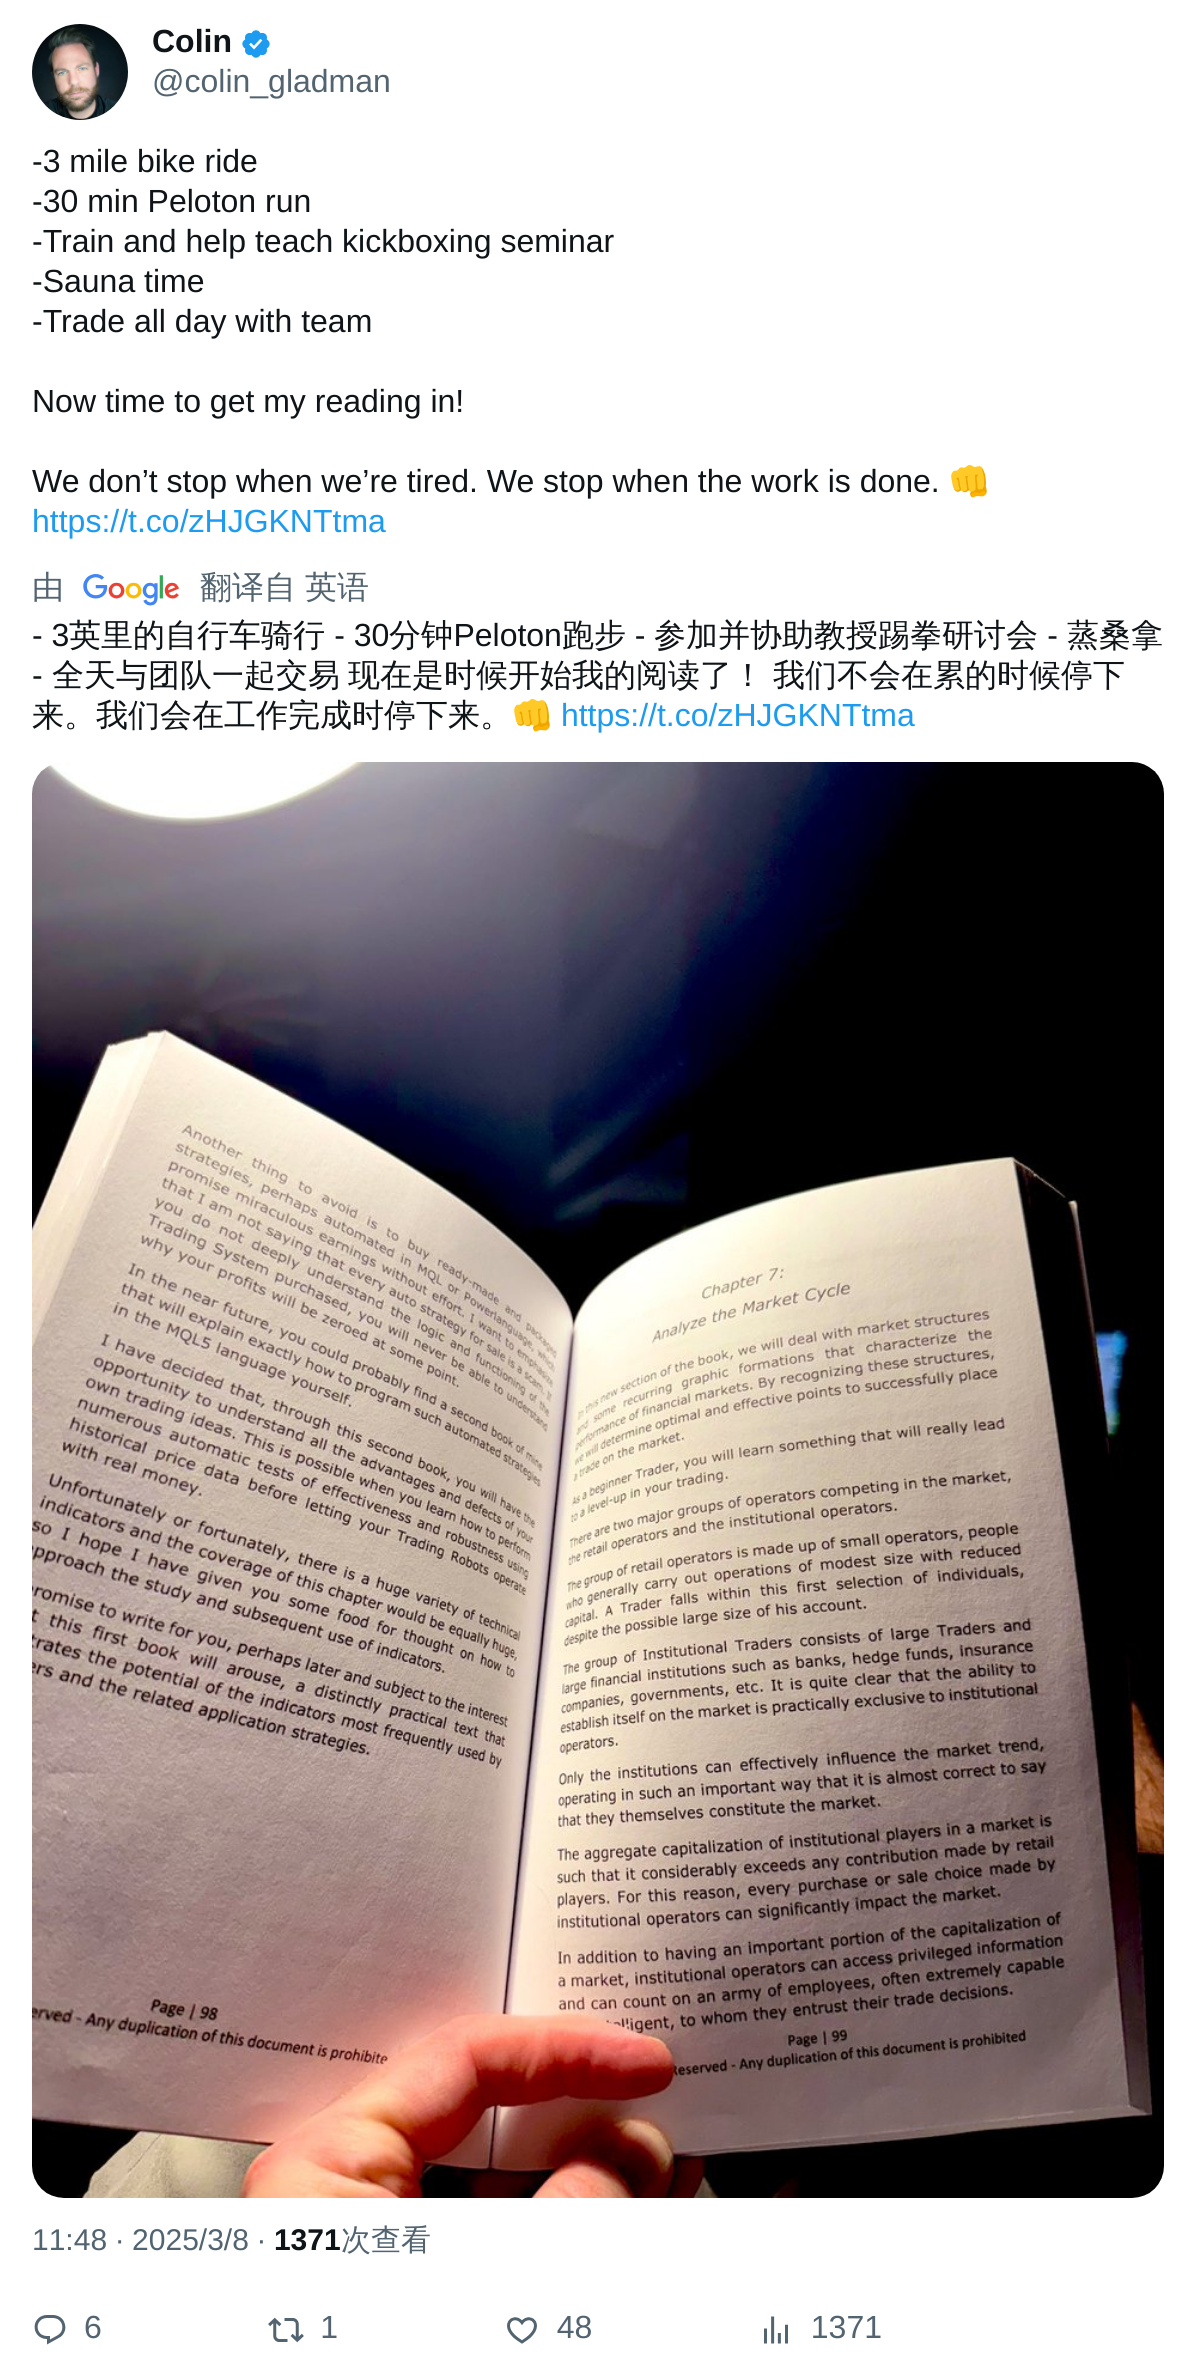 Colin
@colin_gladman
-3 mile bike ride
-30 min Peloton run
-Train and help teach kickboxing seminar
-Sauna time
-Trade all day with team
Now time to get my reading in!
We don’t stop when we’re tired. We stop when the work is done. 👊
https://t.co/zHJGKNTtma
由 Google 翻译自 英语
- 3英里的自行车骑行 - 30分钟Peloton跑步 - 参加并协助教授踢拳研讨会 - 蒸桑拿
- 全天与团队一起交易 现在是时候开始我的阅读了！ 我们不会在累的时候停下
来。我们会在工作完成时停下来。👊 https://t.co/zHJGKNTtma
Another thing to avoid is to buy ready-made and packaged
strategies, perhaps automated in MQL or Powerlanguage, which
promise miraculous earnings without effort. I want to emphasize
that I am not saying that every auto strategy for sale is a scam. If
you do not deeply understand the logic and functioning of the
Trading System purchased, you will never be able to understand
why your profits will be zeroed at some point.
In the near future, you could probably find a second book of mine
that will explain exactly how to program such automated strategies
in the MQL5 language yourself.
I have decided that, through this second book, you will have the
opportunity to understand all the advantages and defects of your
own trading ideas. This is possible when you learn how to perform
numerous automatic tests of effectiveness and robustness using
historical price data before letting your Trading Robots operate
with real money.
Unfortunately or fortunately, there is a huge variety of technical
indicators and the coverage of this chapter would be equally huge,
so I hope I have given you some food for thought on how to
pproach the study and subsequent use of indicators.
romise to write for you, perhaps later and subject to the interest
t this first book will arouse, a distinctly practical text that
rates the potential of the indicators most frequently used by
ers and the related application strategies.
Page | 98
erved - Any duplication of this document is prohibite
Chapter 7:
Analyze the Market Cycle
In this new section of the book, we will deal with market structures
and some recurring graphic formations that characterize the
performance of financial markets. By recognizing these structures,
we will determine optimal and effective points to successfully place
a trade on the market.
As a beginner Trader, you will learn something that will really lead
to a level-up in your trading.
There are two major groups of operators competing in the market,
the retail operators and the institutional operators.
The group of retail operators is made up of small operators, people
who generally carry out operations of modest size with reduced
capital. A Trader falls within this first selection of individuals,
despite the possible large size of his account.
The group of Institutional Traders consists of large Traders and
large financial institutions such as banks, hedge funds, insurance
companies, governments, etc. It is quite clear that the ability to
establish itself on the market is practically exclusive to institutional
operators.
Only the institutions can effectively influence the market trend,
operating in such an important way that it is almost correct to say
that they themselves constitute the market.
The aggregate capitalization of institutional players in a market is
such that it considerably exceeds any contribution made by retail
players. For this reason, every purchase or sale choice made by
institutional operators can significantly impact the market.
In addition to having an important portion of the capitalization of
a market, institutional operators can access privileged information
and can count on an army of employees, often extremely capable
lligent, to whom they entrust their trade decisions.
Page | 99
Reserved - Any duplication of this document is prohibited
11:48 · 2025/3/8 · 1371次查看
6 1 48 1371